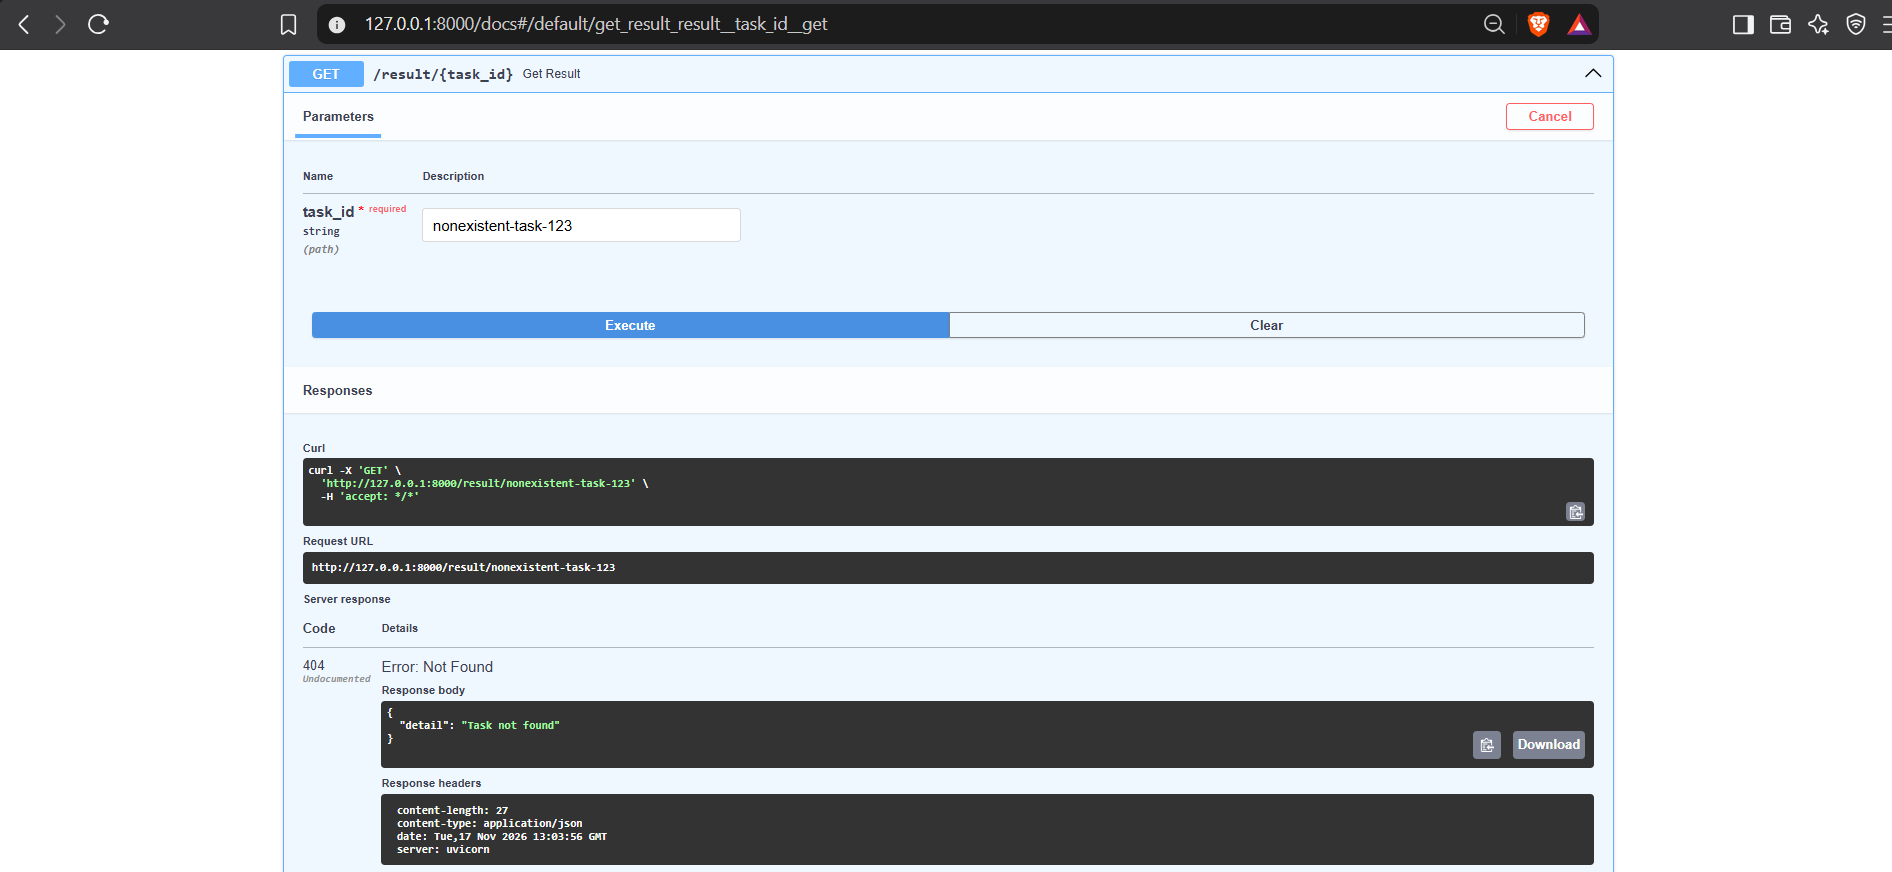 127.0.0.1:8000/docs#/default/get_result_result__task_id__get
GET /result/{task_id} Get Result
Parameters
Cancel
Name Description
task_id * required
string
(path)
nonexistent-task-123
Execute
Clear
Responses
Curl
curl -X 'GET' \
'http://127.0.0.1:8000/result/nonexistent-task-123' \
-H 'accept: */*'
Request URL
http://127.0.0.1:8000/result/nonexistent-task-123
Server response
Code Details
404
Undocumented
Error: Not Found
Response body
{
"detail": "Task not found"
}
Download
Response headers
content-length: 27
content-type: application/json
date: Tue,17 Nov 2026 13:03:56 GMT
server: uvicorn